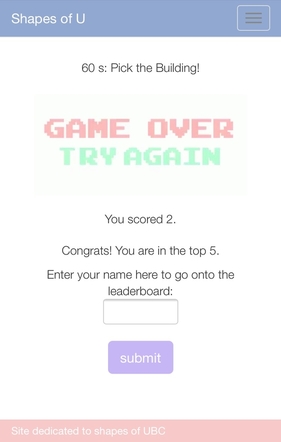 Shapes of U
60 s: Pick the Building!
GAME OVER
TRY AGAIN
You scored 2.
Congrats! You are in the top 5.
Enter your name here to go onto the
leaderboard:
submit
Site dedicated to shapes of UBC